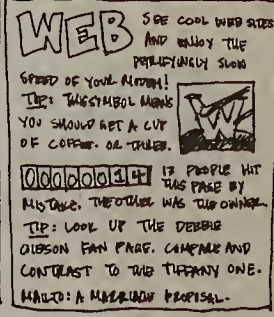 WEB SEE COOL WEB SITES
AND ENJOY THE
PETRIFYINGLY SLOW
SPEED OF YOUR MODEM!
TIP: THIS SYMBOL MEANS
YOU SHOULD GET A CUP
OF COFFEE. OR THREE.
W
00000014 13 PEOPLE HIT
THIS PAGE BY
MISTAKE. THE OTHER WAS THE OWNER.
TIP: LOOK UP THE DEBBIE
GIBSON FAN PAGE. COMPARE AND
CONTRAST TO THE TIFFANY ONE.
MAILTO: A MARRIAGE PROPOSAL.